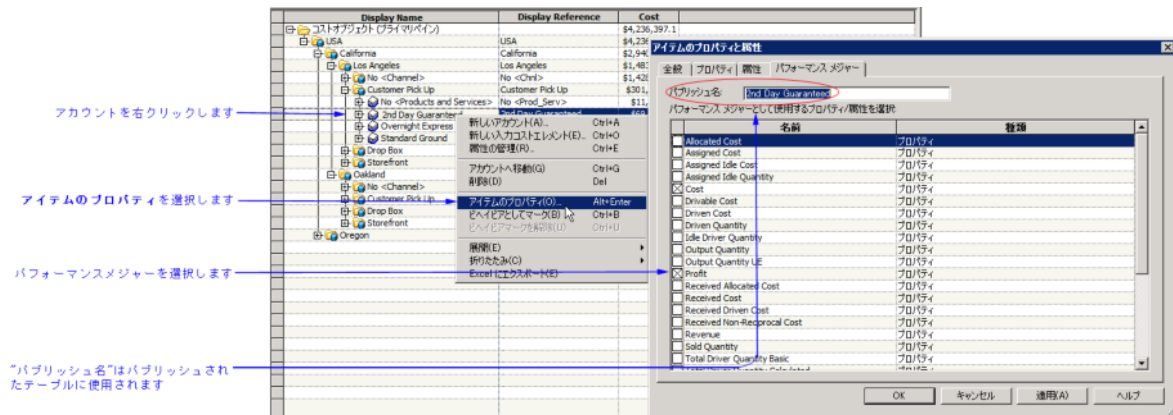 Display Name Display Reference Cost
コストオブジェクト (プライマリペイン) $4,236,397.1
USA USA
California California
Los Angeles Los Angeles
No <Channel> No <Chnl>
Customer Pick Up Customer Pick Up
No <Products and Services> No <Prod_Serv>
2nd Day Guaranteed 2nd Day Guaranteed
Overnight Express
Standard Ground
Drop Box
Storefront
Oakland
No <Channel>
Customer Pick Up
Drop Box
Storefront
Oregon
アカウントを右クリックします
アイテムのプロパティを選択します
パフォーマンスメジャーを選択します
"パブリッシュ名"はパブリッシュされ
たテーブルに使用されます
新しいアカウント(A)... Ctrl+A
新しい入力コストエレメント(E)... Ctrl+O
属性の管理(R)... Ctrl+E
アカウントへ移動(G) Ctrl+G
削除(D) Del
アイテムのプロパティ(O)... Alt+Enter
ビヘイビアとしてマーク(B) Ctrl+B
ビヘイビアマークを解除(U) Ctrl+U
展開(E)
折りたたみ(C)
Excel にエクスポート(E)
アイテムのプロパティと属性
全般 プロパティ 属性 パフォーマンス メジャー
パブリッシュ名: 2nd Day Guaranteed
パフォーマンス メジャーとして使用するプロパティ/属性を選択:
名前 種類
Allocated Cost プロパティ
Assigned Cost プロパティ
Assigned Idle Cost プロパティ
Assigned Idle Quantity プロパティ
Cost プロパティ
Drivable Cost プロパティ
Driven Cost プロパティ
Driven Quantity プロパティ
Idle Driver Quantity プロパティ
Output Quantity プロパティ
Output Quantity UE プロパティ
Profit プロパティ
Received Allocated Cost プロパティ
Received Cost プロパティ
Received Driven Cost プロパティ
Received Non-Reciprocal Cost プロパティ
Revenue プロパティ
Sold Quantity プロパティ
Total Driver Quantity Basic プロパティ
OK キャンセル 適用(A) ヘルプ